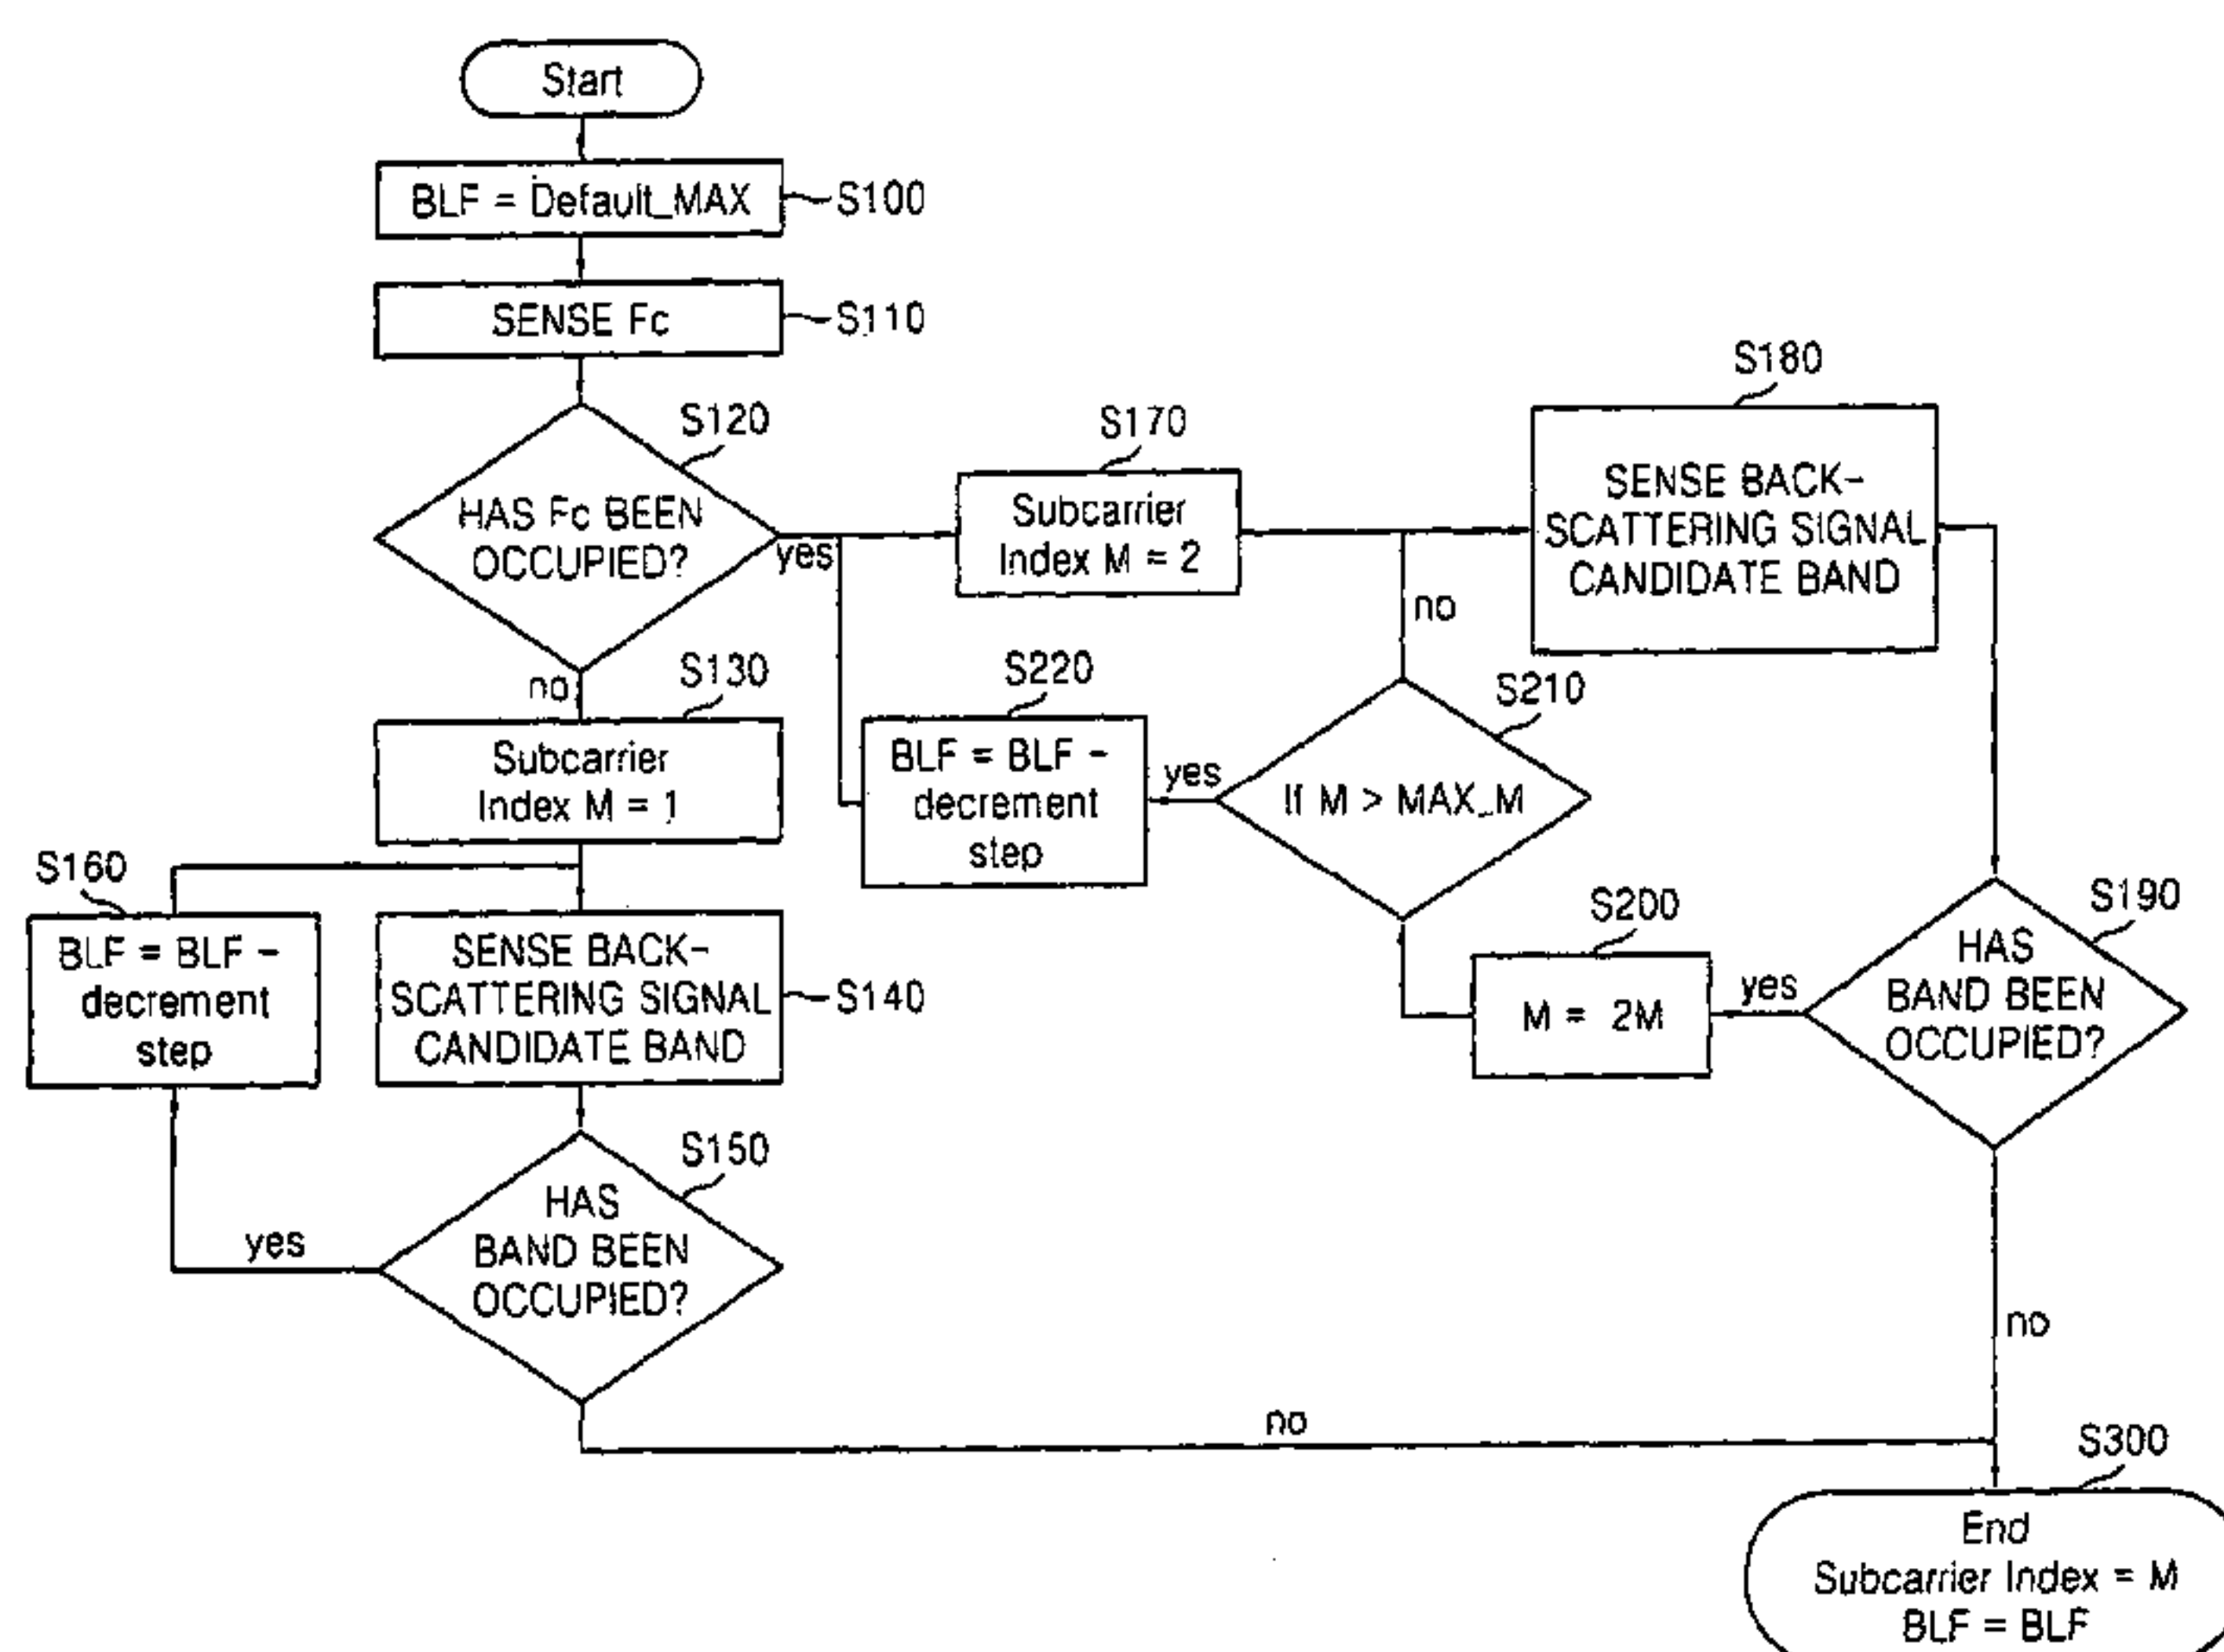 Start
BLF = Default_MAX
S100
SENSE Fc
S110
S120
HAS Fc BEEN
OCCUPIED?
yes
no
S170
Subcarrier
Index M = 2
S180
SENSE BACK-
SCATTERING SIGNAL
CANDIDATE BAND
no
S130
Subcarrier
Index M = 1
S220
BLF = BLF -
decrement
step
yes
S210
If M > MAX_M
S160
BLF = BLF -
decrement
step
SENSE BACK-
SCATTERING SIGNAL
CANDIDATE BAND
S140
S200
M = 2M
yes
S190
HAS
BAND BEEN
OCCUPIED?
S150
HAS
BAND BEEN
OCCUPIED?
yes
no
no
S300
End
Subcarrier Index = M
BLF = BLF